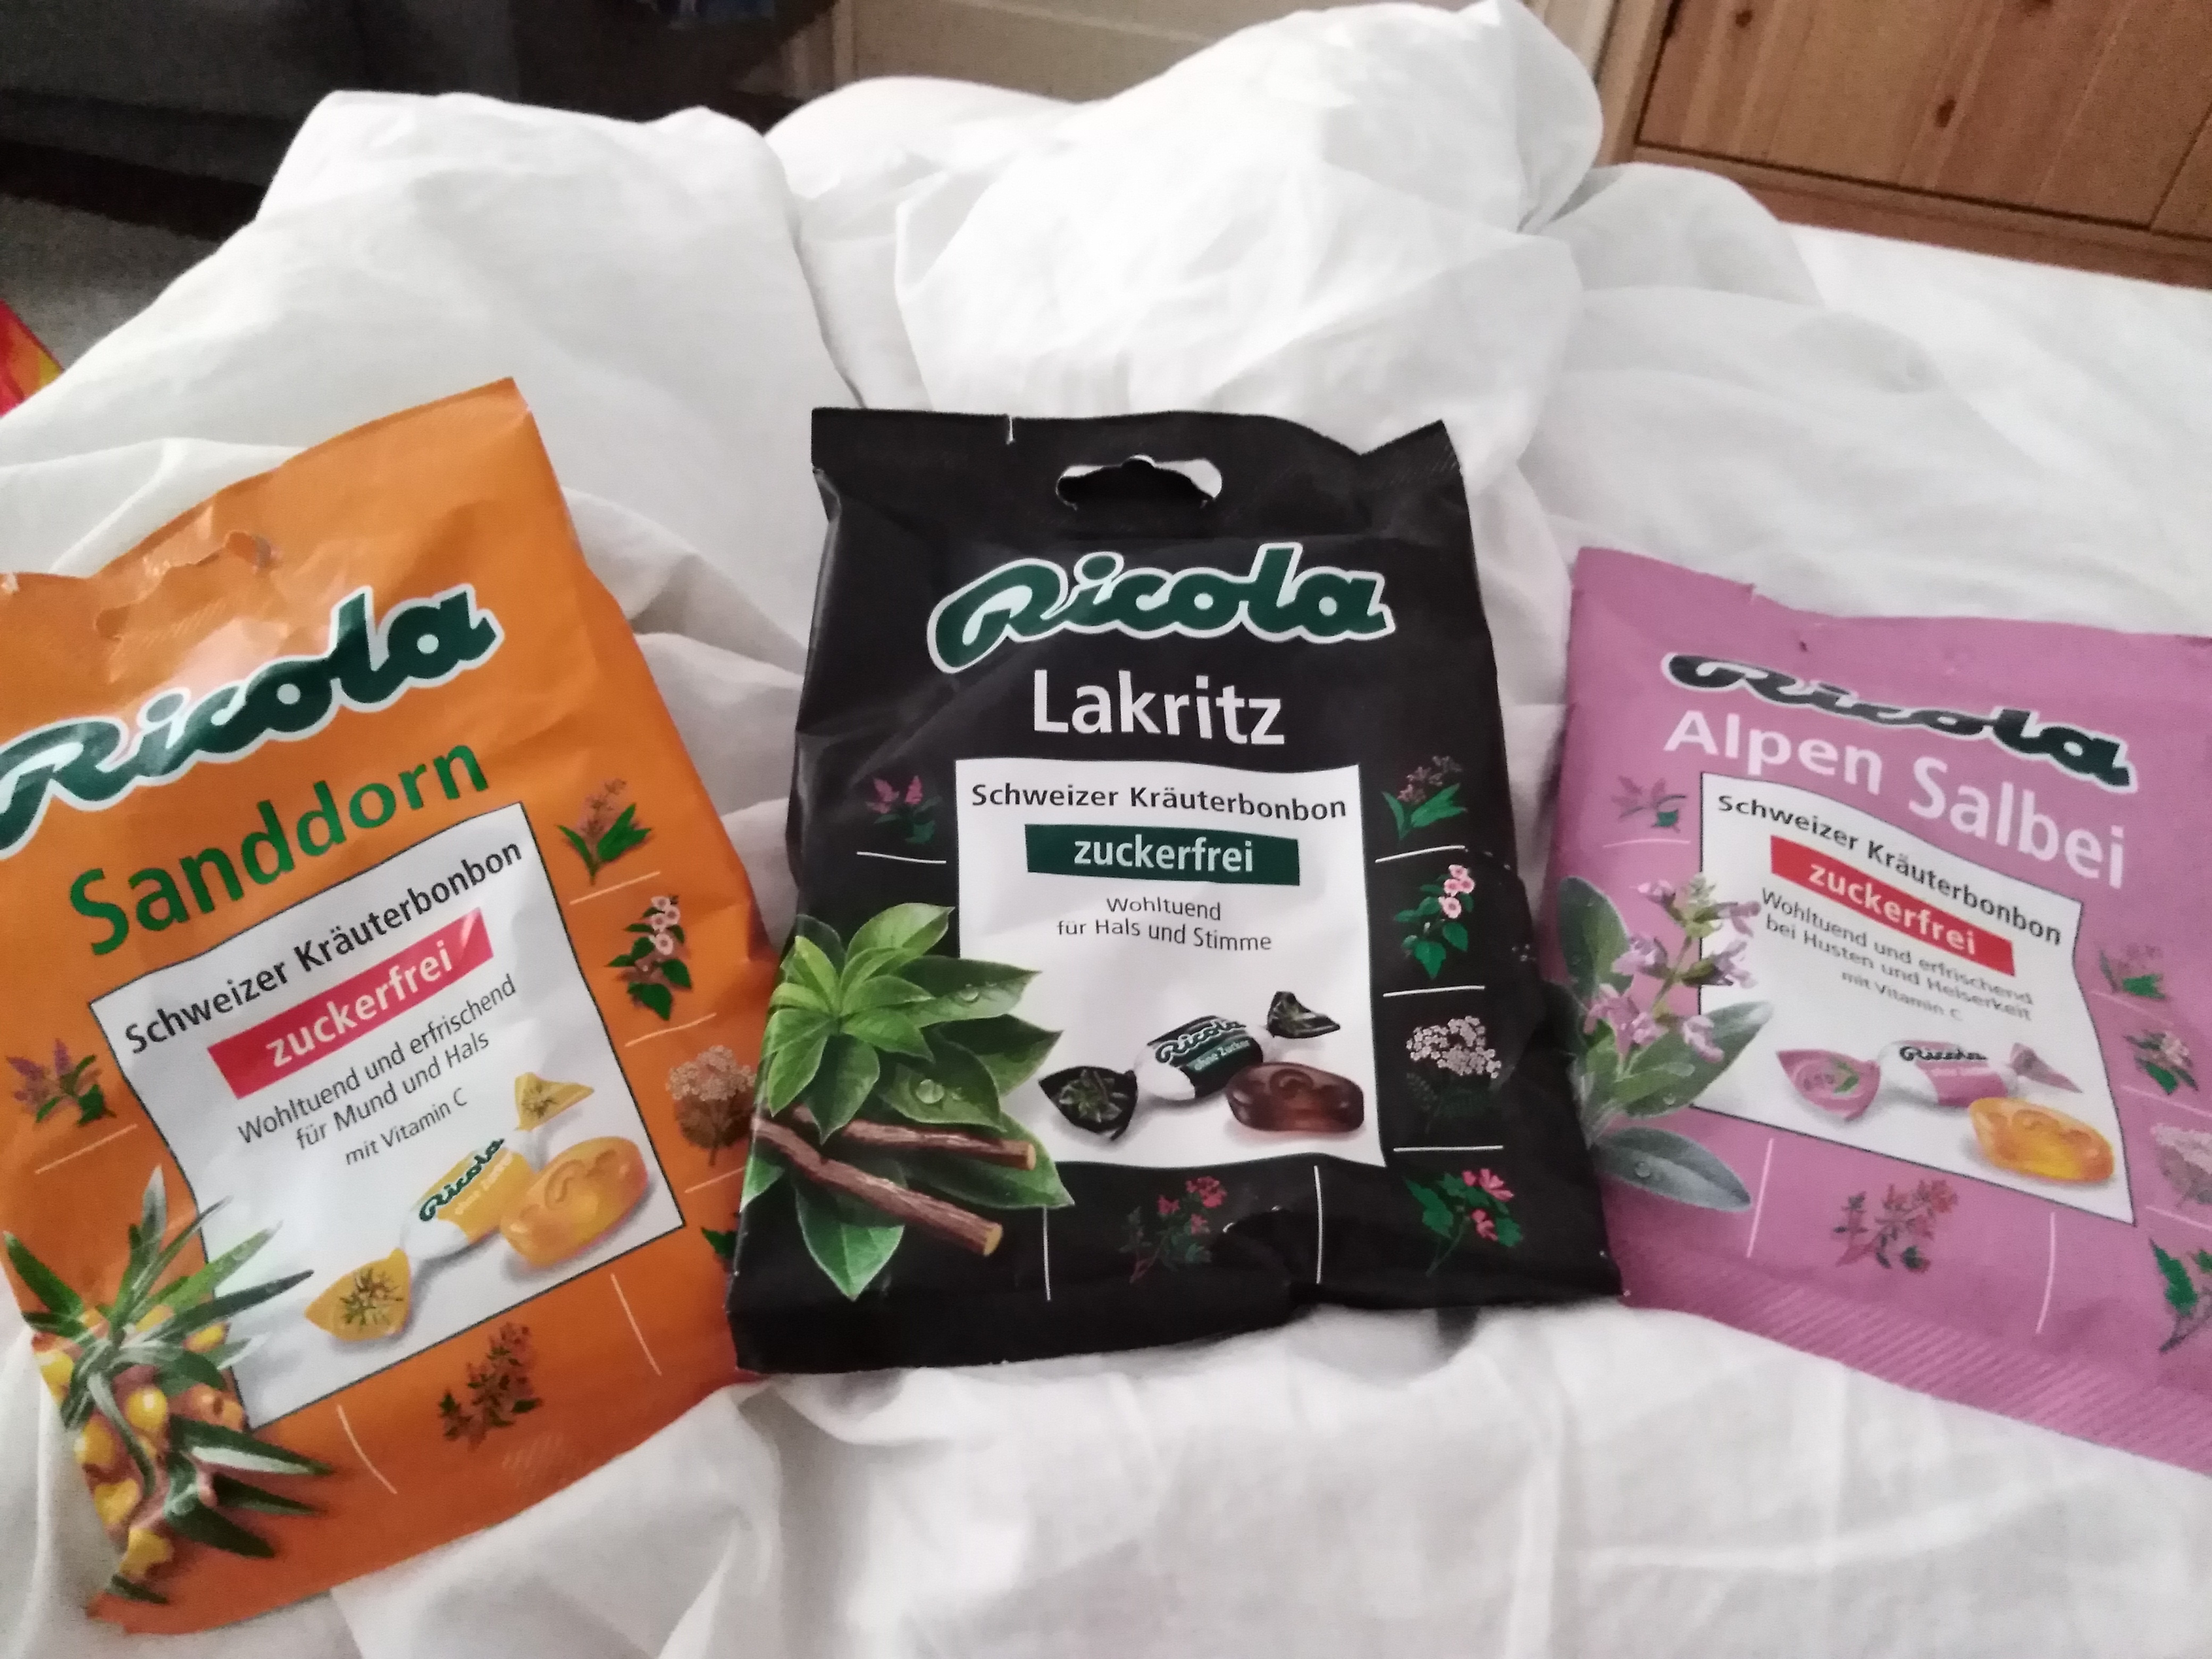 Ricola
Sanddorn
Schweizer Kräuterbonbon
zuckerfrei
Wohltuend und erfrischend
für Mund und Hals
mit Vitamin C
Ricola
Ricola
Lakritz
Schweizer Kräuterbonbon
zuckerfrei
Wohltuend
für Hals und Stimme
Ricola
ohne Zucker
Ricola
Alpen Salbei
Schweizer Kräuterbonbon
zuckerfrei
Wohltuend und erfrischend
bei Husten und Heiserkeit
mit Vitamin C
Ricola